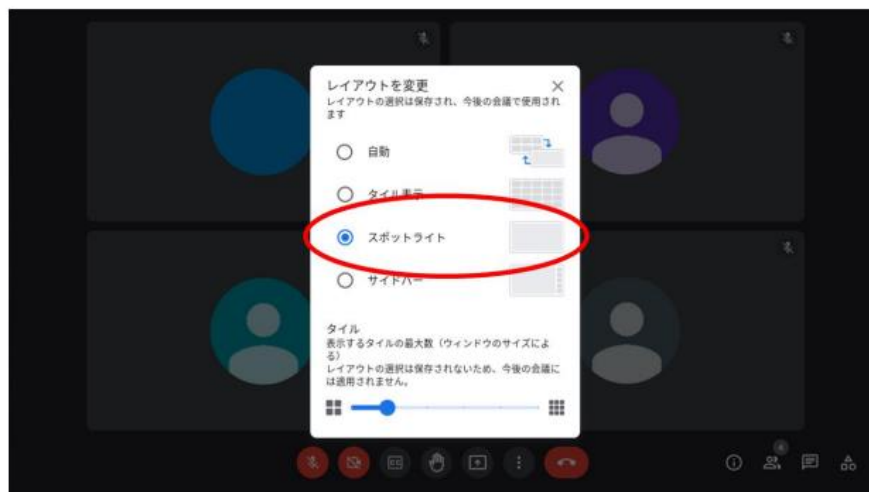 レイアウトを変更
レイアウトの選択は保存され、今後の会議で使用され
ます
自動
タイル表示
スポットライト
サイドバー
タイル
表示するタイルの最大数（ウィンドウのサイズによ
る）
レイアウトの選択は保存されないため、今後の会議に
は適用されません。
CC
4